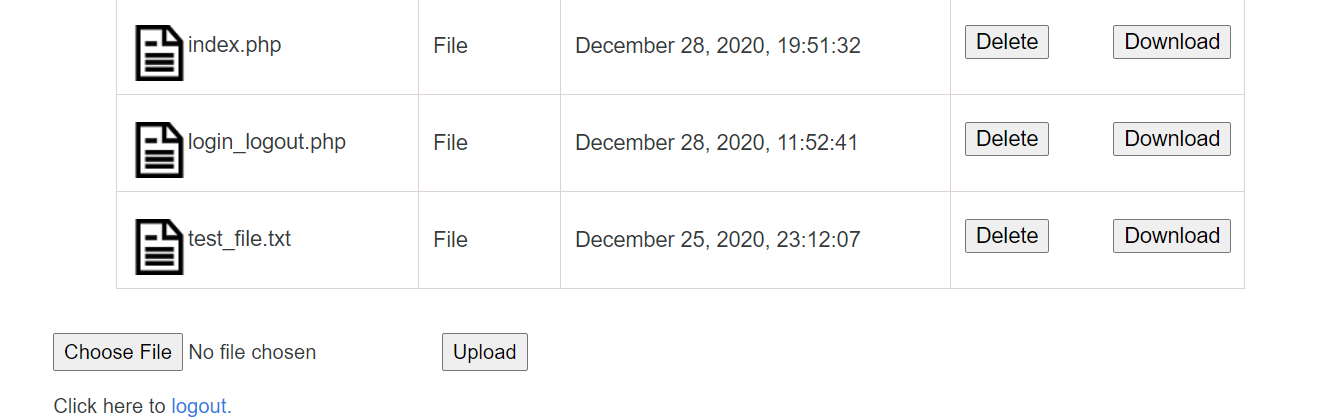 index.php File December 28, 2020, 19:51:32 Delete Download
login_logout.php File December 28, 2020, 11:52:41 Delete Download
test_file.txt File December 25, 2020, 23:12:07 Delete Download
Choose File No file chosen Upload
Click here to logout.